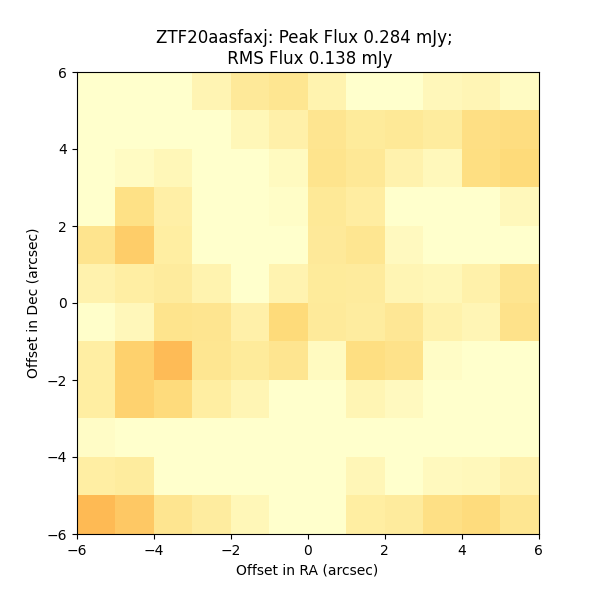 ZTF20aasfaxj: Peak Flux 0.284 mJy;
RMS Flux 0.138 mJy
6
4
2
0
−2
−4
−6
Offset in Dec (arcsec)
−6 −4 −2 0 2 4 6
Offset in RA (arcsec)